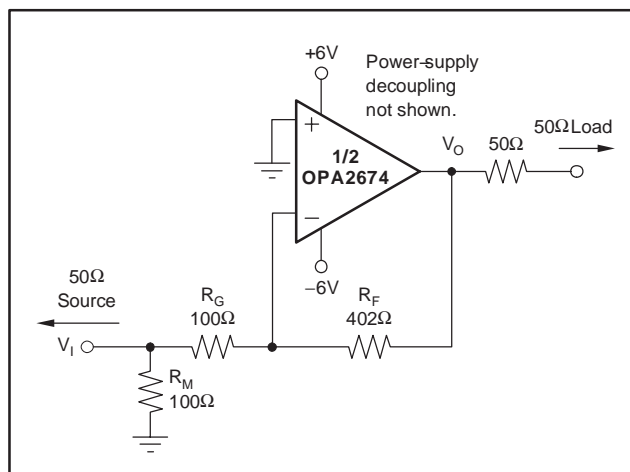 +6V
Power-supply
decoupling
not shown.
+
1/2
OPA2674
−
−6V
V_O
50Ω
50Ω Load
50Ω
Source
V_I
R_G
100Ω
R_F
402Ω
R_M
100Ω